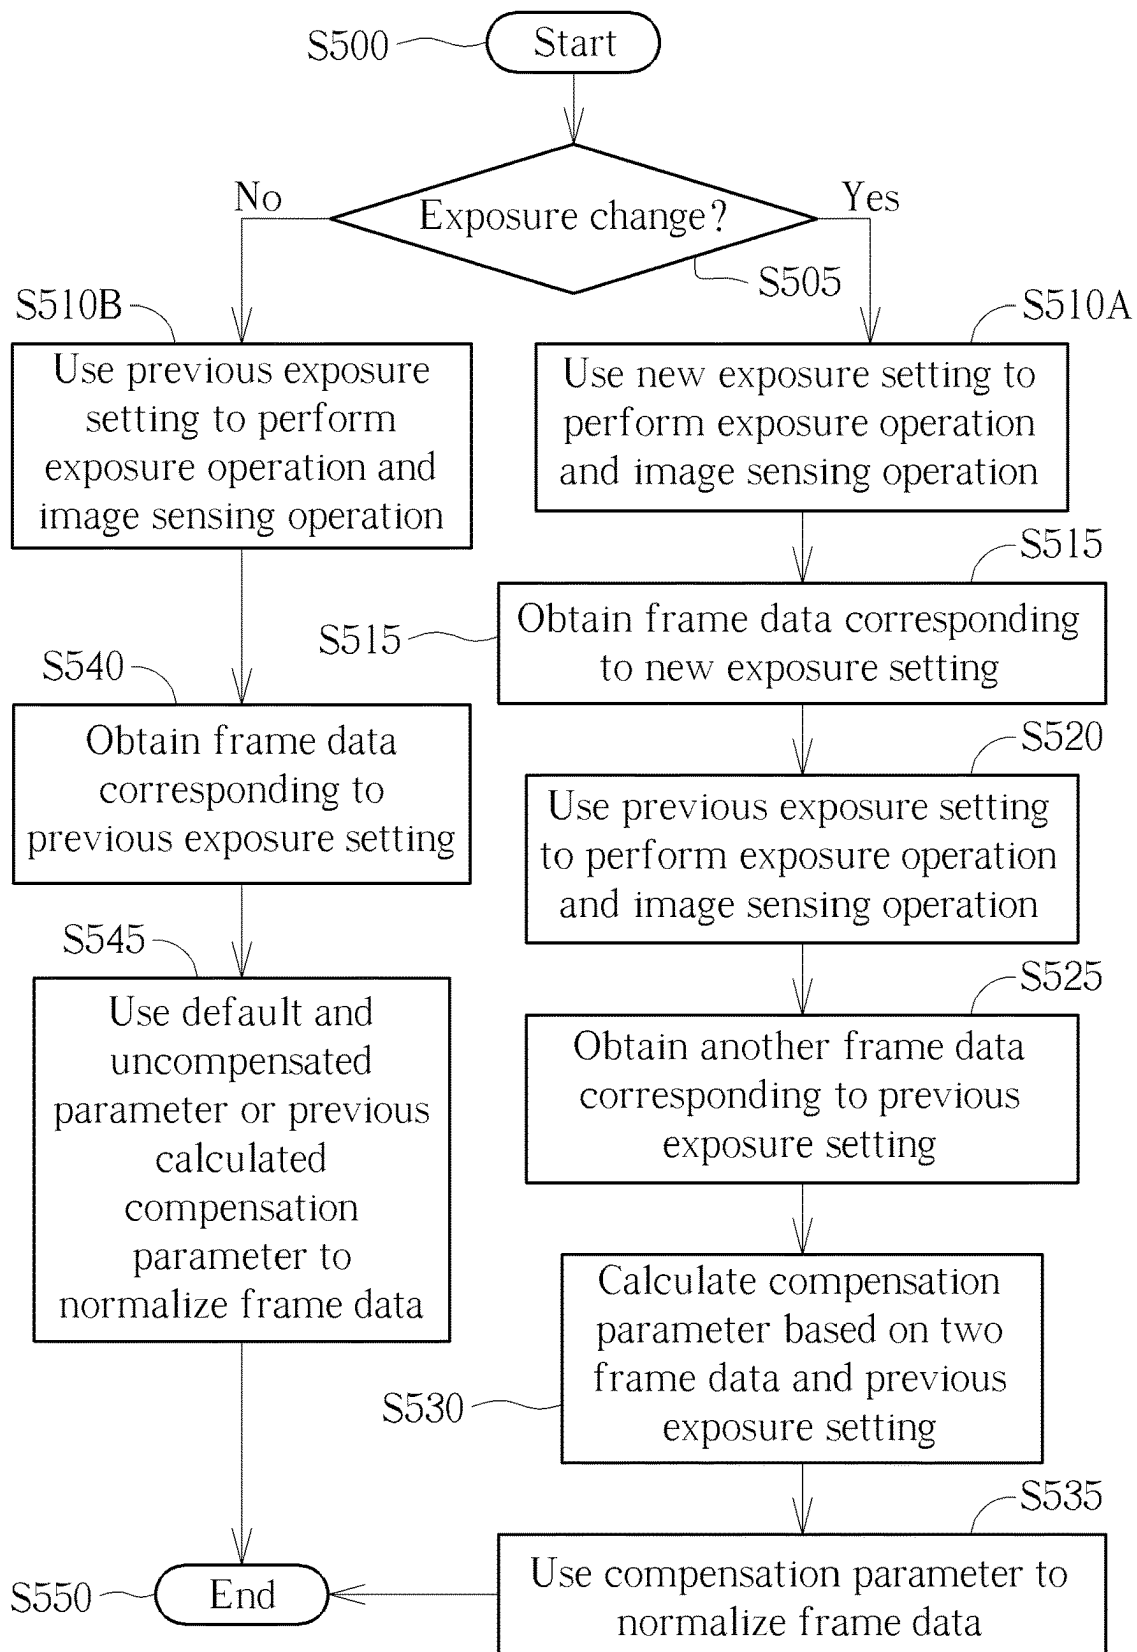 S500
Start
No
Yes
Exposure change?
S505
S510B
Use previous exposure
setting to perform
exposure operation and
image sensing operation
S510A
Use new exposure setting to
perform exposure operation
and image sensing operation
S515
S515
Obtain frame data corresponding
to new exposure setting
S540
Obtain frame data
corresponding to
previous exposure setting
S520
Use previous exposure setting
to perform exposure operation
and image sensing operation
S545
Use default and
uncompensated
parameter or previous
calculated
compensation
parameter to
normalize frame data
S525
Obtain another frame data
corresponding to previous
exposure setting
S530
Calculate compensation
parameter based on two
frame data and previous
exposure setting
S535
Use compensation parameter to
normalize frame data
S550
End